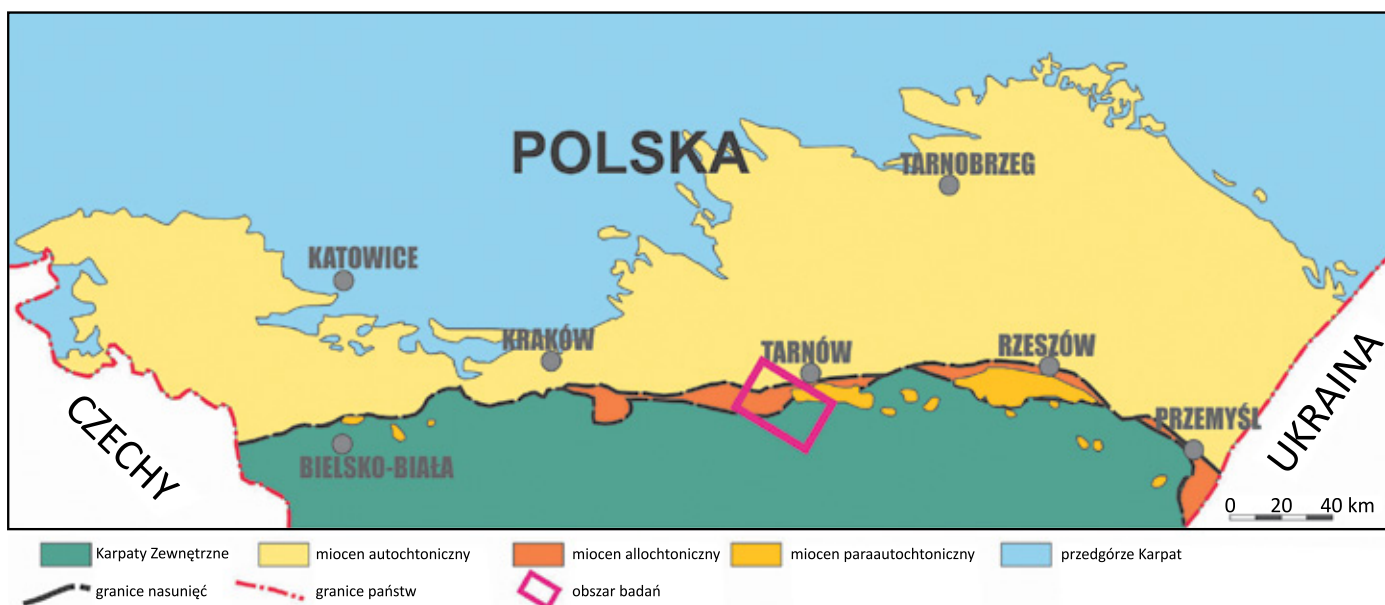 POLSKA
TARNOBRZEG
KATOWICE
KRAKÓW
TARNÓW
RZESZÓW
PRZEMYŚL
BIELSKO-BIAŁA
CZECHY
UKRAINA
0 20 40 km
Karpaty Zewnętrzne miocen autochtoniczny miocen allochtoniczny miocen paraautochtoniczny przedgórze Karpat
granice nasunięć granice państw obszar badań